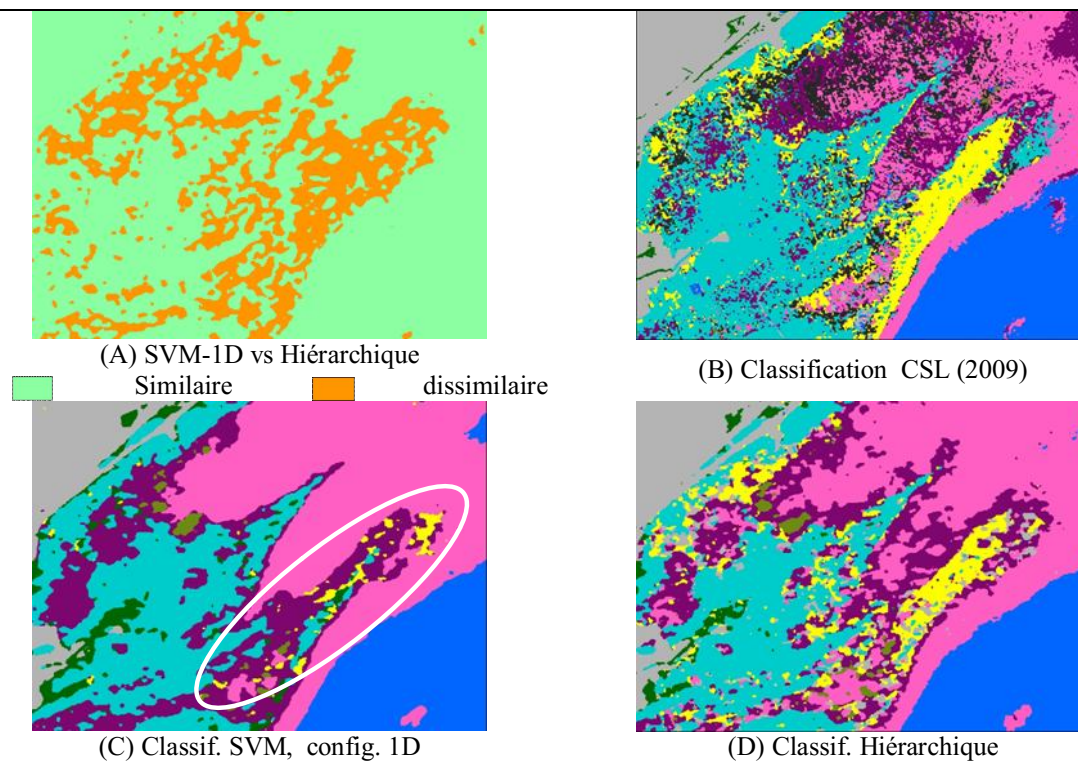 (A) SVM-1D vs Hiérarchique
Similaire dissimilaire
(B) Classification CSL (2009)
(C) Classif. SVM, config. 1D
(D) Classif. Hiérarchique